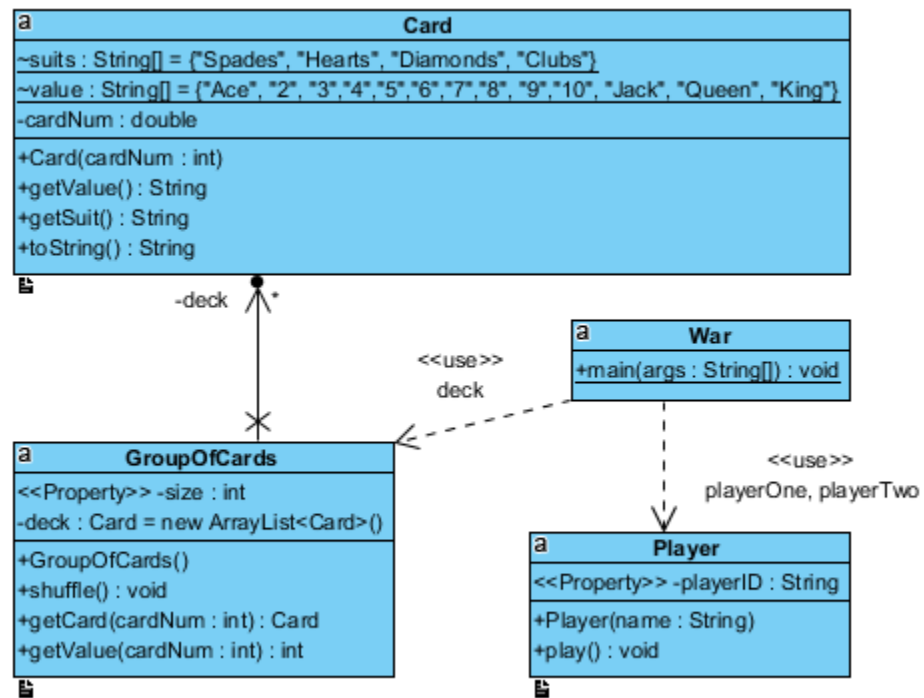 a
Card
~suits : String[] = {"Spades", "Hearts", "Diamonds", "Clubs"}
~value : String[] = {"Ace", "2", "3","4","5","6","7","8", "9","10", "Jack", "Queen", "King"}
-cardNum : double
+Card(cardNum : int)
+getValue() : String
+getSuit() : String
+toString() : String
-deck
*
a
War
+main(args : String[]) : void
<<use>>
deck
<<use>>
playerOne, playerTwo
a
GroupOfCards
<<Property>> -size : int
-deck : Card = new ArrayList<Card>()
+GroupOfCards()
+shuffle() : void
+getCard(cardNum : int) : Card
+getValue(cardNum : int) : int
a
Player
<<Property>> -playerID : String
+Player(name : String)
+play() : void